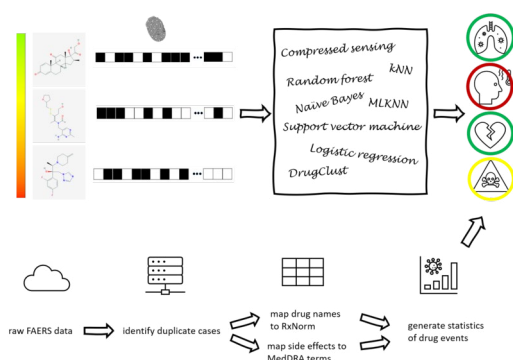 Compressed sensing
Random forest kNN
Naive Bayes MLKNN
Support vector machine
Logistic regression
DrugClust
raw FAERS data
identify duplicate cases
map drug names
to RxNorm
map side effects to
MedDRA terms
generate statistics
of drug events